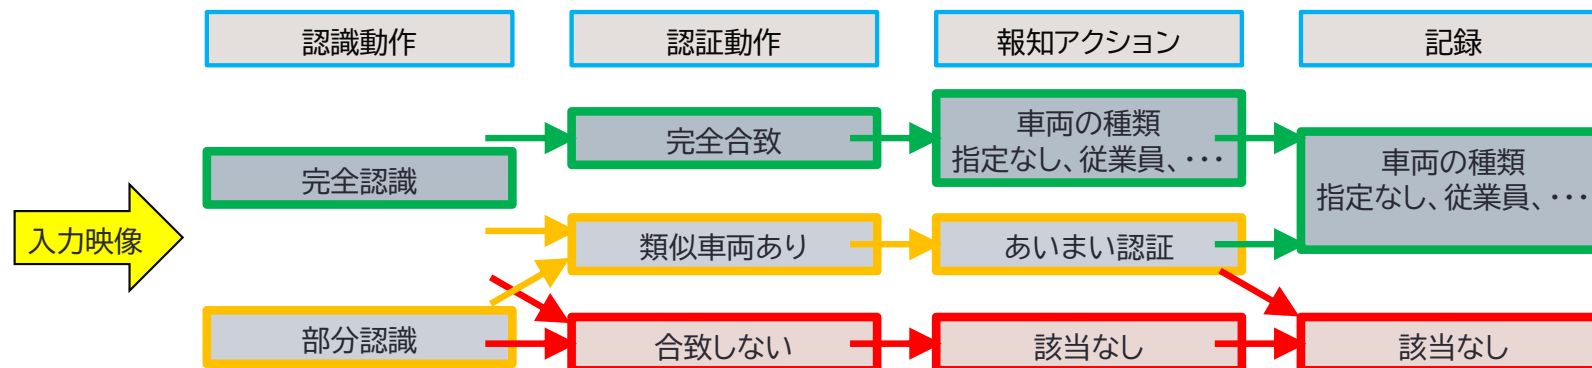 認識動作
認証動作
報知アクション
記録
完全合致
車両の種類
指定なし、従業員、・・・
車両の種類
指定なし、従業員、・・・
完全認識
入力映像
類似車両あり
あいまい認証
部分認識
合致しない
該当なし
該当なし